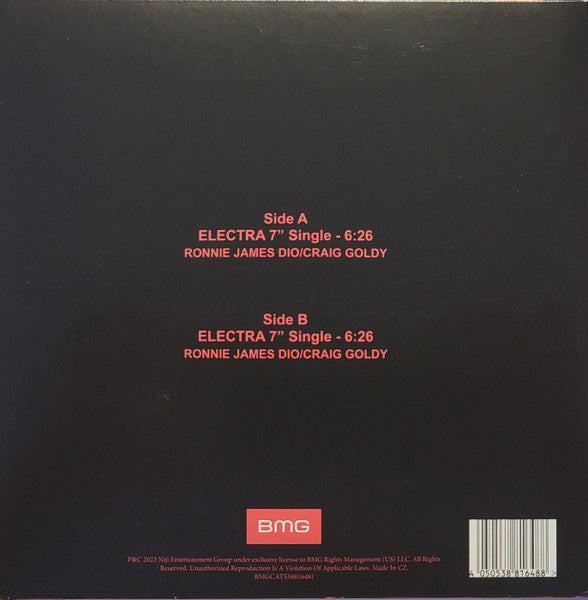 Side A
ELECTRA 7” Single - 6:26
RONNIE JAMES DIO/CRAIG GOLDY
Side B
ELECTRA 7” Single - 6:26
RONNIE JAMES DIO/CRAIG GOLDY
BMG
P&C 2023 Niji Entertainment Group under exclusive license to BMG Rights Management (US) LLC. All Rights
Reserved. Unauthorized Reproduction Is A Violation Of Applicable Laws. Made In CZ.
BMGCAT538816481
4 050538 816488 >